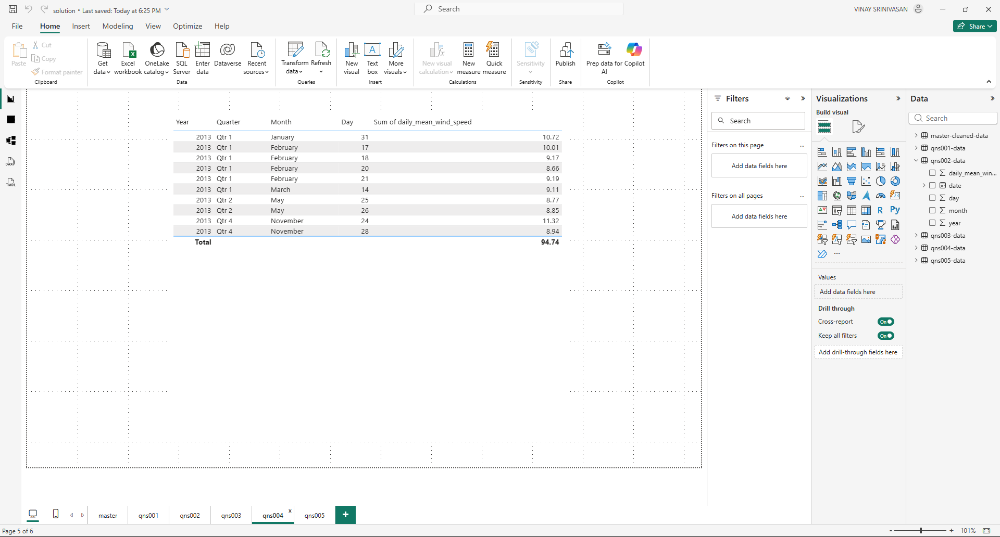 solution • Last saved: Today at 6:25 PM
Search
VINAY SRINIVASAN
File Home Insert Modeling View Optimize Help
Share
Paste
Cut
Copy
Format painter
Clipboard
Get data
Excel workbook
OneLake catalog
SQL Server
Enter data
Dataverse
Recent sources
Data
Transform data
Refresh
Queries
New visual
Text box
More visuals
Insert
New visual calculation
New measure
Quick measure
Calculations
Sensitivity
Sensitivity
Publish
Share
Prep data for AI
Copilot
Copilot
DAX
TMDL
Year Quarter Month Day Sum of daily_mean_wind_speed
2013 Qtr 1 January 31 10.72
2013 Qtr 1 February 17 10.01
2013 Qtr 1 February 18 9.17
2013 Qtr 1 February 20 8.66
2013 Qtr 1 February 21 9.19
2013 Qtr 1 March 14 9.11
2013 Qtr 2 May 25 8.77
2013 Qtr 2 May 26 8.85
2013 Qtr 4 November 24 11.32
2013 Qtr 4 November 28 8.94
Total 94.74
Filters
Search
Filters on this page ...
Add data fields here
Filters on all pages ...
Add data fields here
Visualizations
Build visual
123
R Py
...
Values
Add data fields here
Drill through
Cross-report On
Keep all filters On
Add drill-through fields here
Data
Search
master-cleaned-data
qns001-data
qns002-data
daily_mean_win...
date
day
month
year
qns003-data
qns004-data
qns005-data
master qns001 qns002 qns003 qns004 x qns005 +
Page 5 of 6
- + 101%